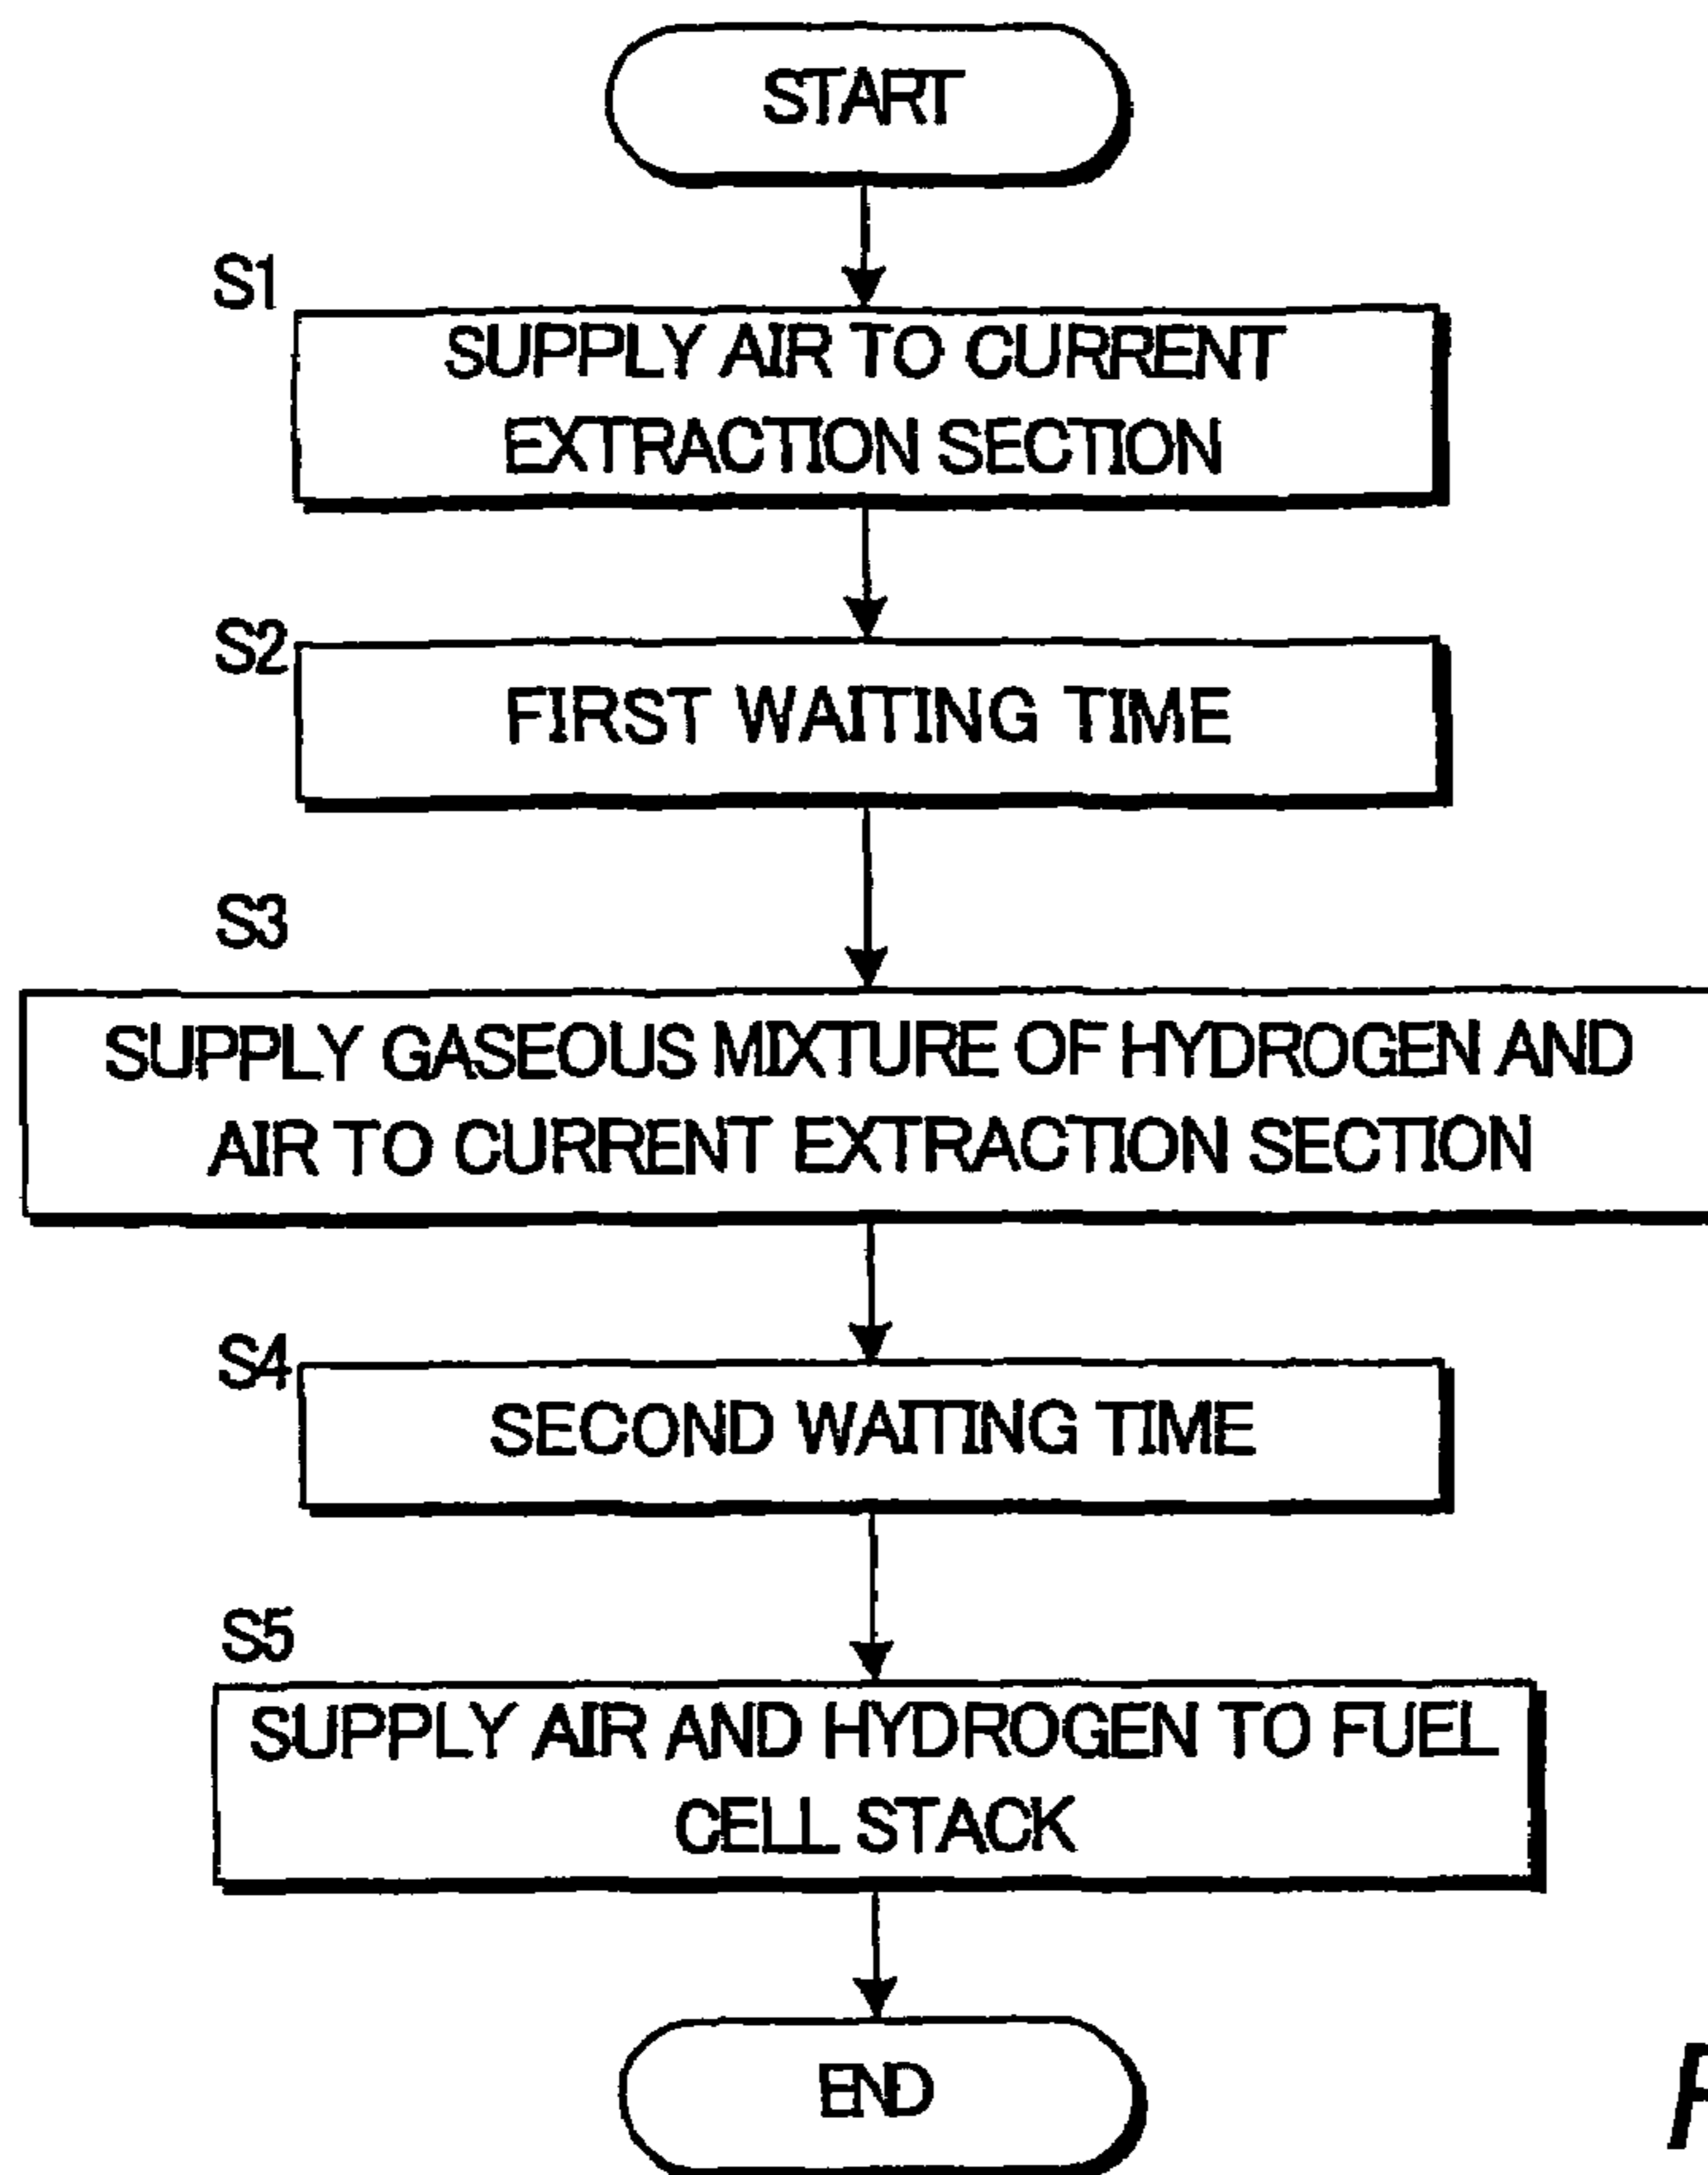 START
S1
SUPPLY AIR TO CURRENT
EXTRACTION SECTION
S2
FIRST WAITING TIME
S3
SUPPLY GASEOUS MIXTURE OF HYDROGEN AND
AIR TO CURRENT EXTRACTION SECTION
S4
SECOND WAITING TIME
S5
SUPPLY AIR AND HYDROGEN TO FUEL
CELL STACK
END